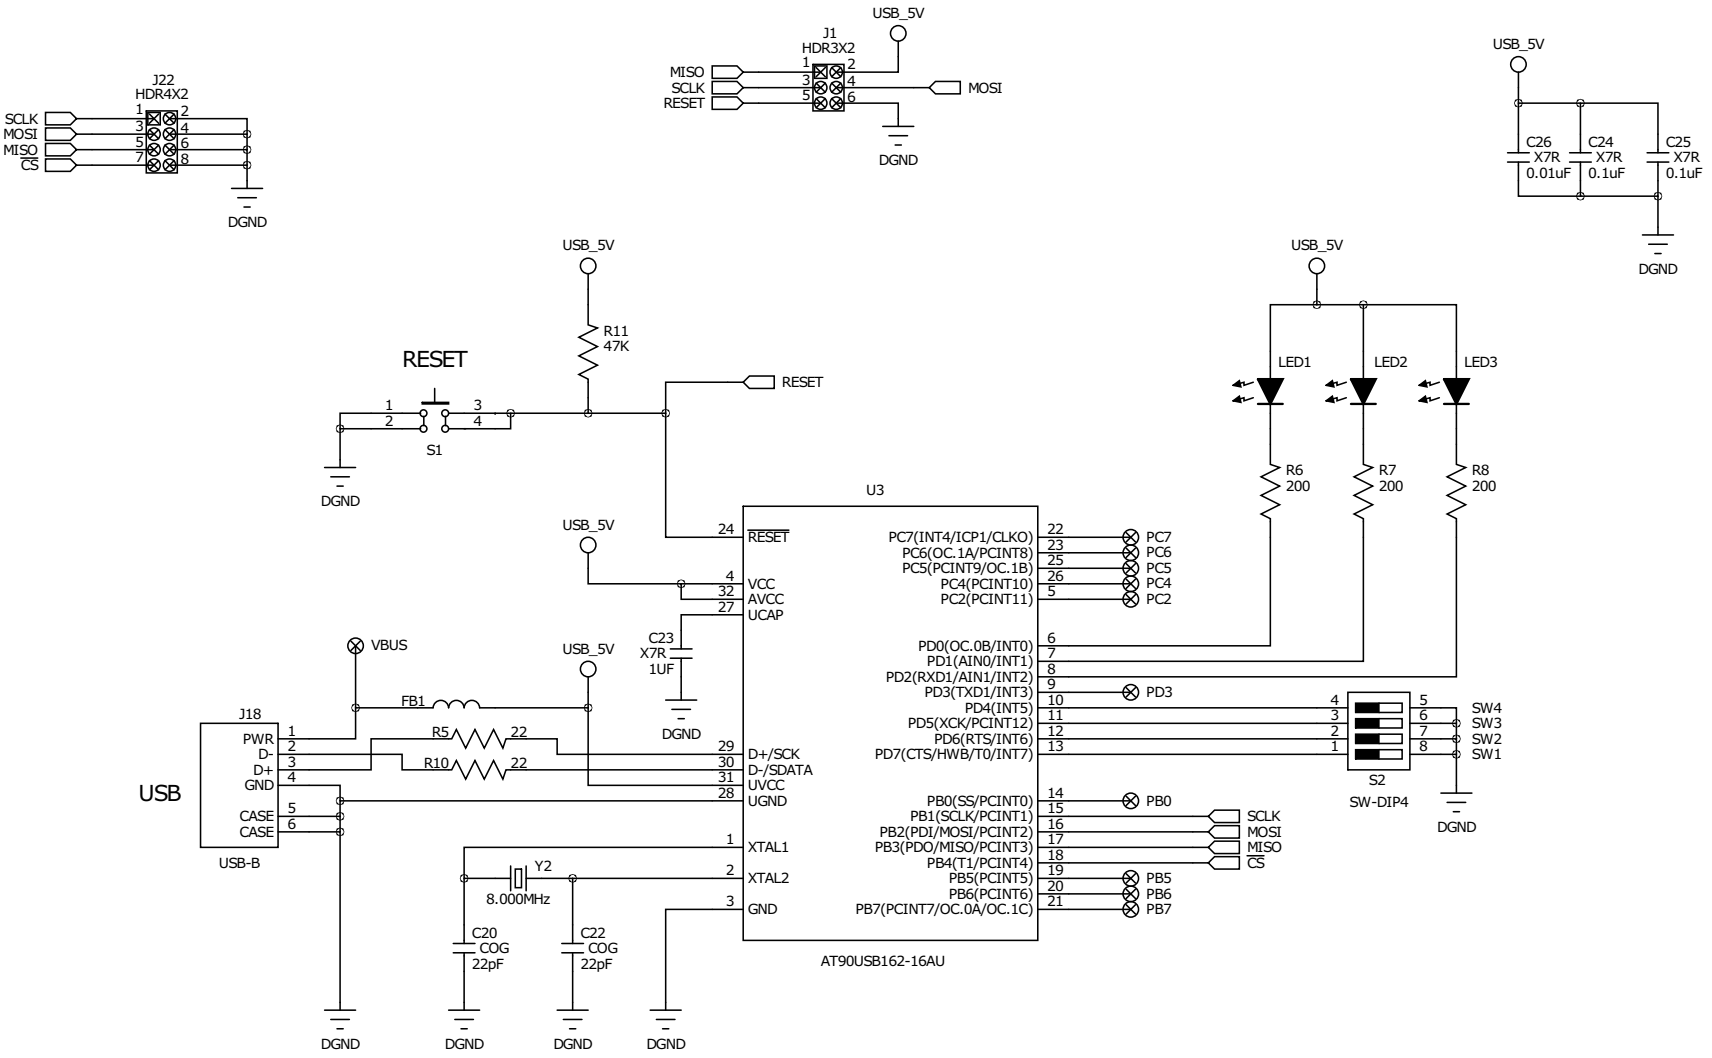 USB_5V
J1
HDR3X2
MISO 1 2
SCLK 3 4 MOSI
RESET 5 6
DGND
J22
HDR4X2
SCLK 1 2
MOSI 3 4
MISO 5 6
CS 7 8
DGND
USB_5V
C26
X7R
0.01uF
C24
X7R
0.1uF
C25
X7R
0.1uF
DGND
USB_5V
R11
47K
RESET
RESET
1 3
2 4
S1
DGND
USB_5V
LED1
LED2
LED3
R6
200
R7
200
R8
200
U3
24 RESET
USB_5V
4 VCC
32 AVCC
27 UCAP
C23
X7R
1UF
DGND
VBUS
USB_5V
FB1
J18
PWR 1
D- 2
D+ 3
GND 4
CASE 5
CASE 6
USB
USB-B
R5 22
R10 22
29 D+/SCK
30 D-/SDATA
31 UVCC
28 UGND
1 XTAL1
2 XTAL2
3 GND
Y2
8.000MHz
C20
COG
22pF
C22
COG
22pF
DGND
DGND
DGND
DGND
PC7(INT4/ICP1/CLKO) 22 PC7
PC6(OC.1A/PCINT8) 23 PC6
PC5(PCINT9/OC.1B) 25 PC5
PC4(PCINT10) 26 PC4
PC2(PCINT11) 5 PC2
PD0(OC.0B/INT0) 6
PD1(AIN0/INT1) 7
PD2(RXD1/AIN1/INT2) 8
PD3(TXD1/INT3) 9 PD3
PD4(INT5) 10 4 5 SW4
PD5(XCK/PCINT12) 11 3 6 SW3
PD6(RTS/INT6) 12 2 7 SW2
PD7(CTS/HWB/T0/INT7) 13 1 8 SW1
S2
SW-DIP4
DGND
PB0(SS/PCINT0) 14 PB0
PB1(SCLK/PCINT1) 15 SCLK
PB2(PDI/MOSI/PCINT2) 16 MOSI
PB3(PDO/MISO/PCINT3) 17 MISO
PB4(T1/PCINT4) 18 CS
PB5(PCINT5) 19 PB5
PB6(PCINT6) 20 PB6
PB7(PCINT7/OC.0A/OC.1C) 21 PB7
AT90USB162-16AU